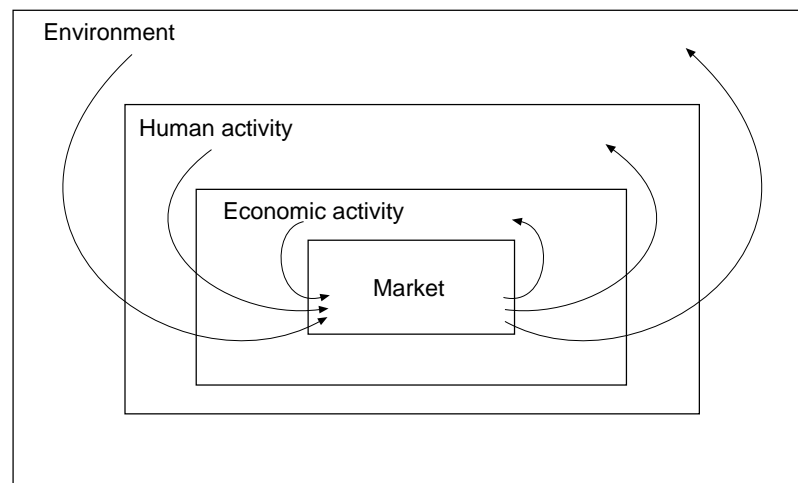 Environment
Human activity
Economic activity
Market